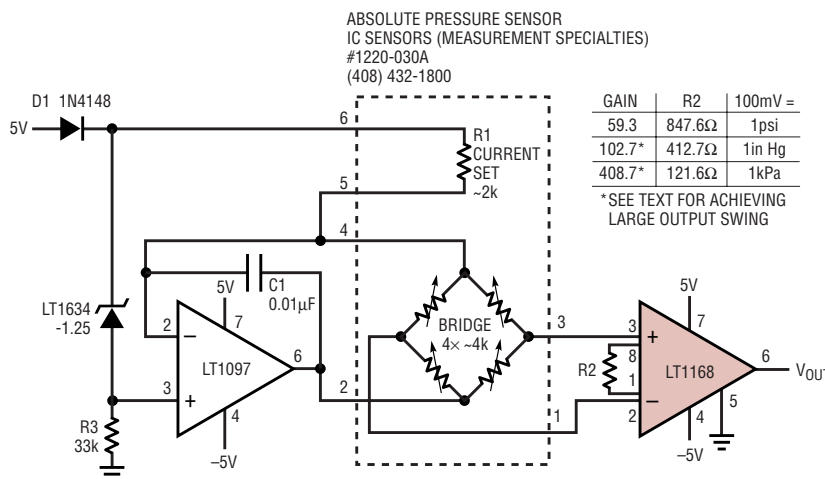 ABSOLUTE PRESSURE SENSOR
IC SENSORS (MEASUREMENT SPECIALTIES)
#1220-030A
(408) 432-1800
D1 1N4148
5V
6
R1
CURRENT
SET
~2k
5
4
GAIN R2 100mV =
59.3 847.6Ω 1psi
102.7* 412.7Ω 1in Hg
408.7* 121.6Ω 1kPa
*SEE TEXT FOR ACHIEVING
LARGE OUTPUT SWING
C1
0.01µF
LT1634
-1.25
5V
7
2
–
LT1097
6
3
+
4
–5V
R3
33k
BRIDGE
4× ~4k
2
3
1
5V
7
3
+
8
R2
1
–
2
LT1168
6
VOUT
5
4
–5V